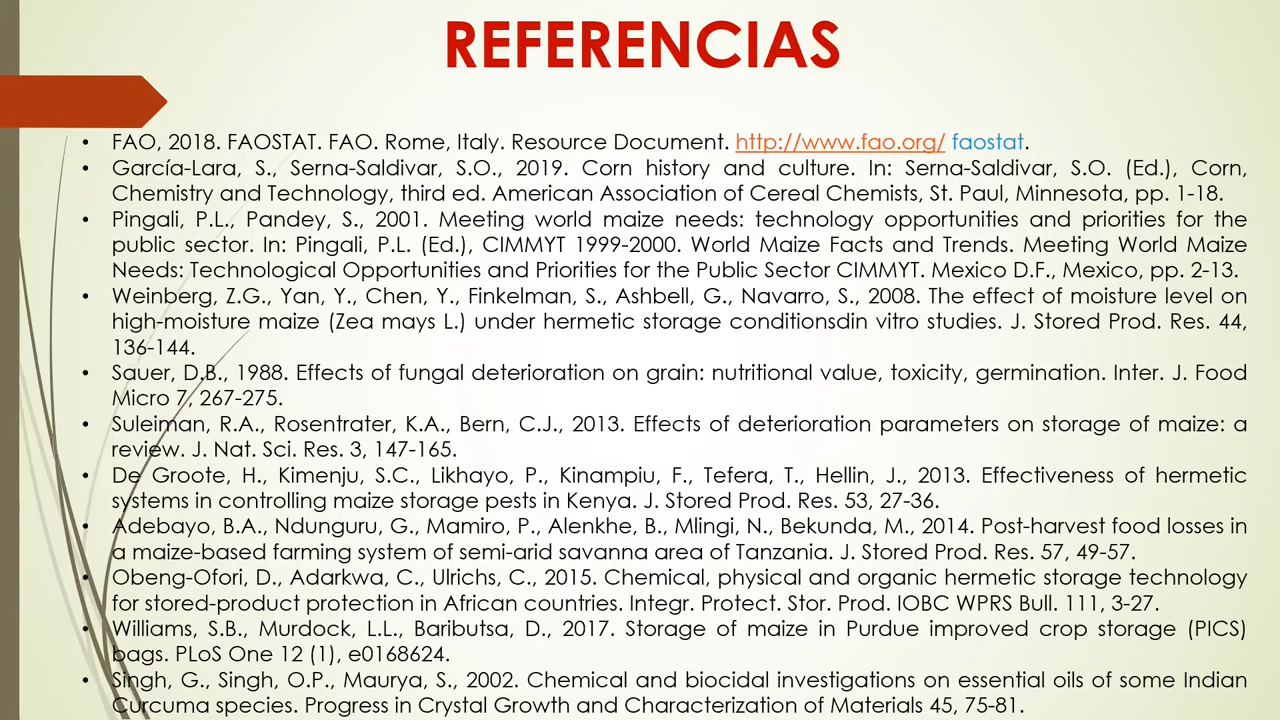 REFERENCIAS
• FAO, 2018. FAOSTAT. FAO. Rome, Italy. Resource Document. http://www.fao.org/ faostat.
• García-Lara, S., Serna-Saldivar, S.O., 2019. Corn history and culture. In: Serna-Saldivar, S.O. (Ed.), Corn,
Chemistry and Technology, third ed. American Association of Cereal Chemists, St. Paul, Minnesota, pp. 1-18.
• Pingali, P.L., Pandey, S., 2001. Meeting world maize needs: technology opportunities and priorities for the
public sector. In: Pingali, P.L. (Ed.), CIMMYT 1999-2000. World Maize Facts and Trends. Meeting World Maize
Needs: Technological Opportunities and Priorities for the Public Sector CIMMYT. Mexico D.F., Mexico, pp. 2-13.
• Weinberg, Z.G., Yan, Y., Chen, Y., Finkelman, S., Ashbell, G., Navarro, S., 2008. The effect of moisture level on
high-moisture maize (Zea mays L.) under hermetic storage conditionsdin vitro studies. J. Stored Prod. Res. 44,
136-144.
• Sauer, D.B., 1988. Effects of fungal deterioration on grain: nutritional value, toxicity, germination. Inter. J. Food
Micro 7, 267-275.
• Suleiman, R.A., Rosentrater, K.A., Bern, C.J., 2013. Effects of deterioration parameters on storage of maize: a
review. J. Nat. Sci. Res. 3, 147-165.
• De Groote, H., Kimenju, S.C., Likhayo, P., Kinampiu, F., Tefera, T., Hellin, J., 2013. Effectiveness of hermetic
systems in controlling maize storage pests in Kenya. J. Stored Prod. Res. 53, 27-36.
• Adebayo, B.A., Ndunguru, G., Mamiro, P., Alenkhe, B., Mlingi, N., Bekunda, M., 2014. Post-harvest food losses in
a maize-based farming system of semi-arid savanna area of Tanzania. J. Stored Prod. Res. 57, 49-57.
• Obeng-Ofori, D., Adarkwa, C., Ulrichs, C., 2015. Chemical, physical and organic hermetic storage technology
for stored-product protection in African countries. Integr. Protect. Stor. Prod. IOBC WPRS Bull. 111, 3-27.
• Williams, S.B., Murdock, L.L., Baributsa, D., 2017. Storage of maize in Purdue improved crop storage (PICS)
bags. PLoS One 12 (1), e0168624.
• Singh, G., Singh, O.P., Maurya, S., 2002. Chemical and biocidal investigations on essential oils of some Indian
Curcuma species. Progress in Crystal Growth and Characterization of Materials 45, 75-81.